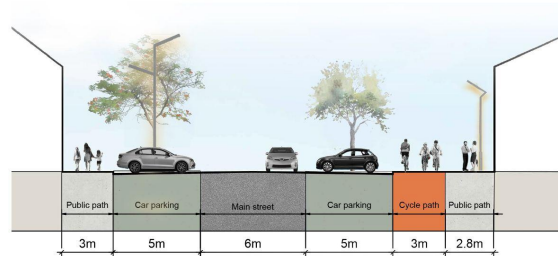 Public path
Car parking
Main street
Car parking
Cycle path
Public path
3m
5m
6m
5m
3m
2.8m